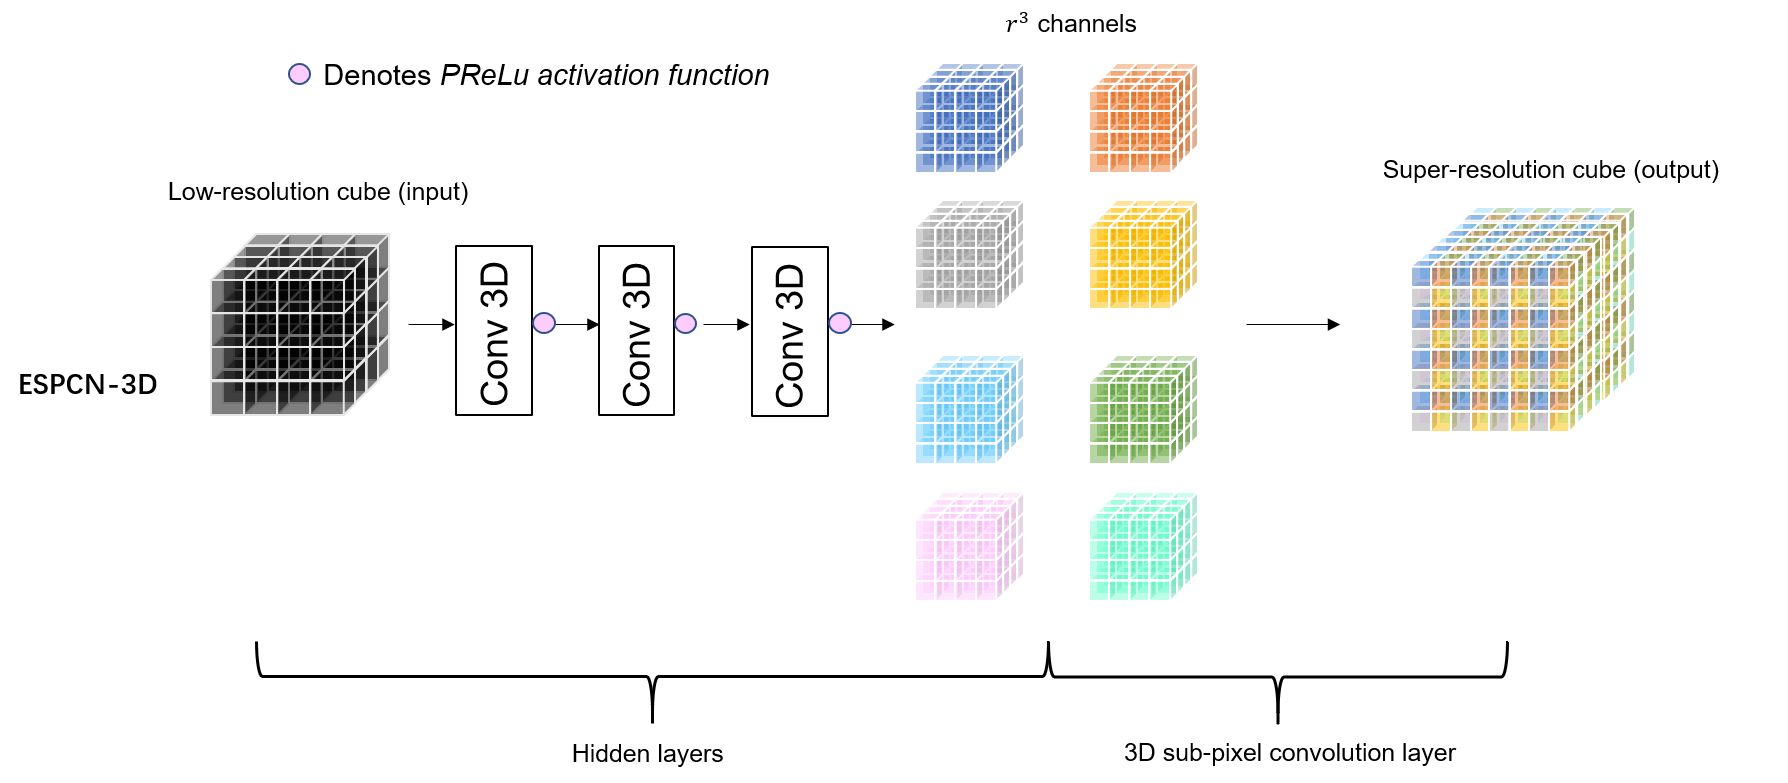 r³ channels
Denotes PReLu activation function
Low-resolution cube (input)
Super-resolution cube (output)
Conv 3D
Conv 3D
Conv 3D
ESPCN-3D
Hidden layers
3D sub-pixel convolution layer